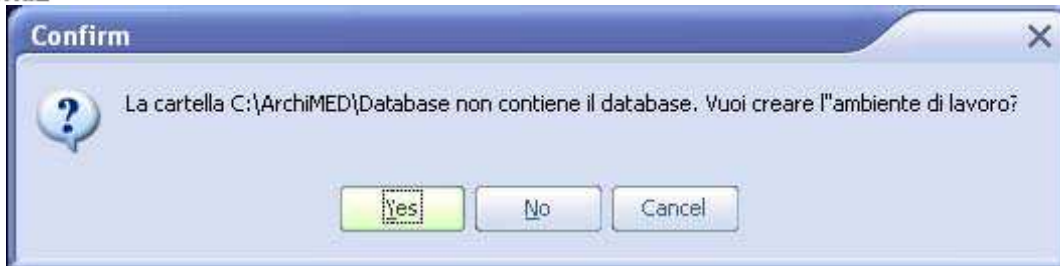 Confirm
La cartella C:\ArchiMED\Database non contiene il database. Vuoi creare l"ambiente di lavoro?
Yes No Cancel